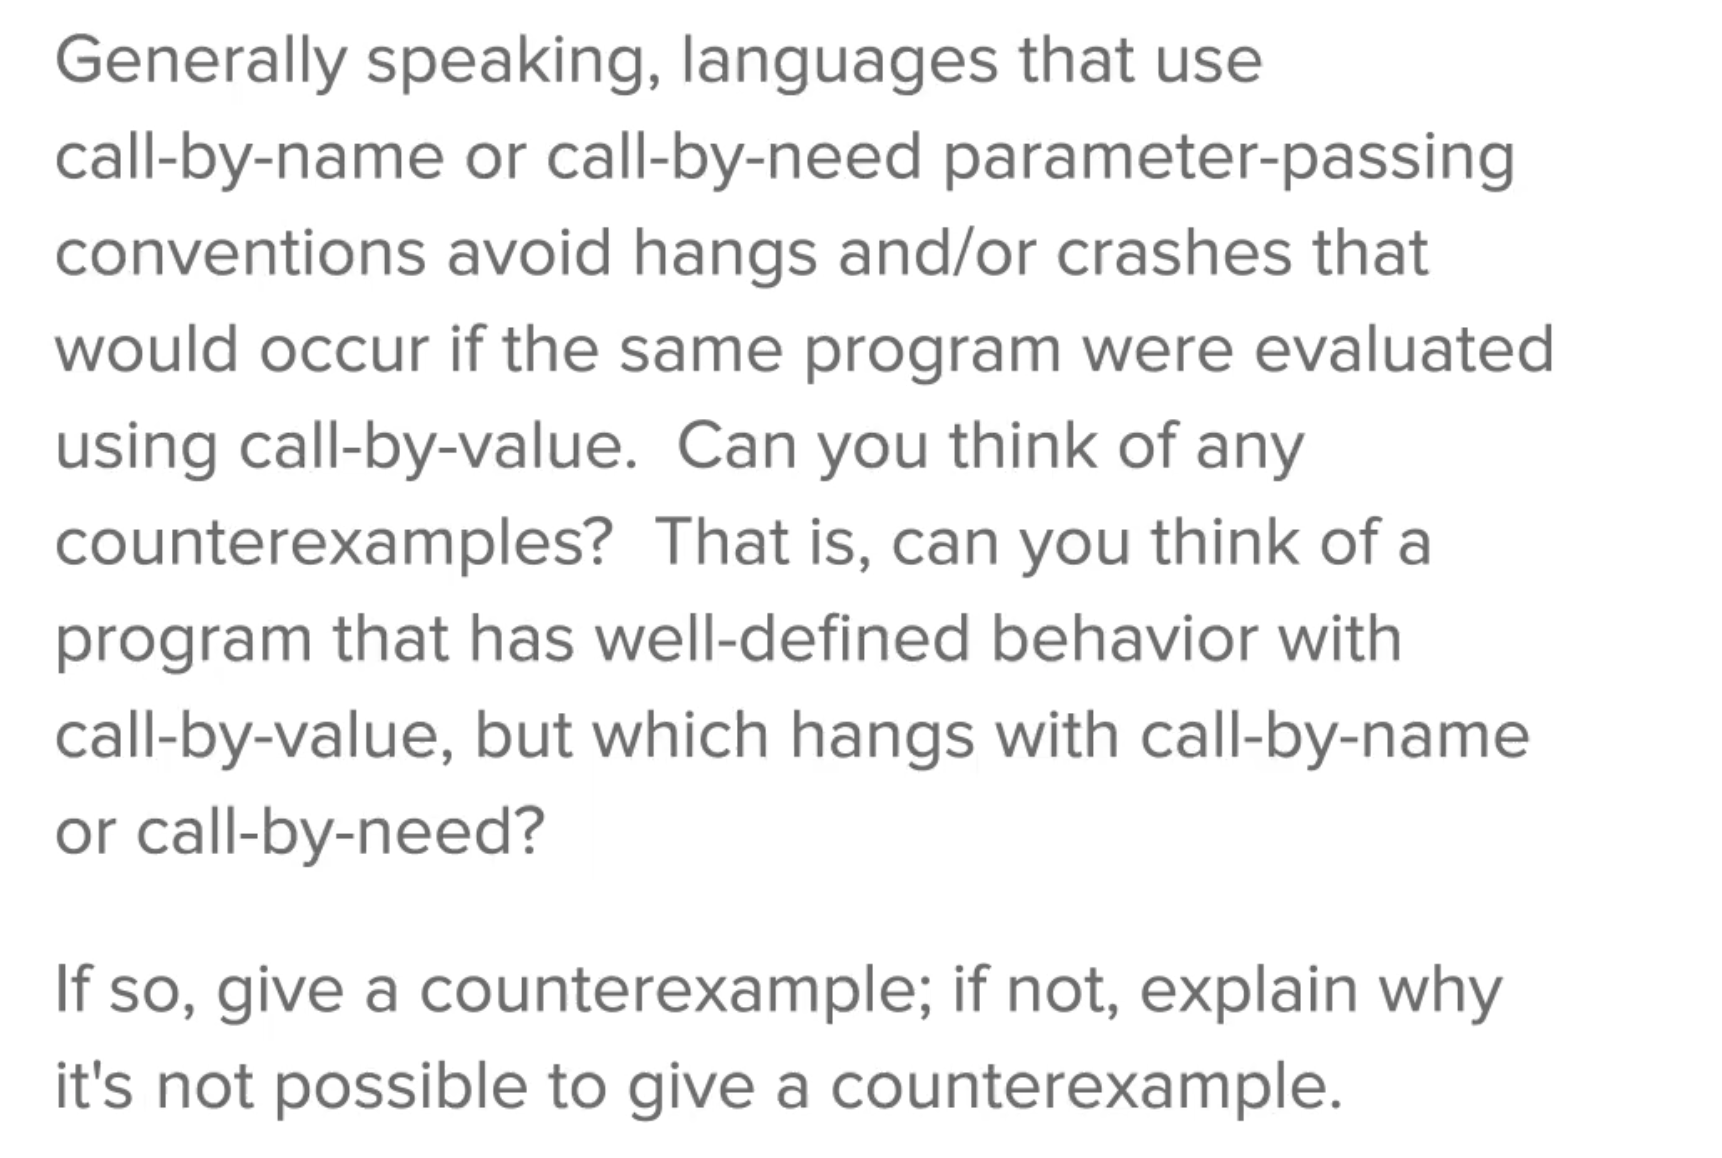 Generally speaking, languages that use
call-by-name or call-by-need parameter-passing
conventions avoid hangs and/or crashes that
would occur if the same program were evaluated
using call-by-value.  Can you think of any
counterexamples?  That is, can you think of a
program that has well-defined behavior with
call-by-value, but which hangs with call-by-name
or call-by-need?
If so, give a counterexample; if not, explain why
it's not possible to give a counterexample.